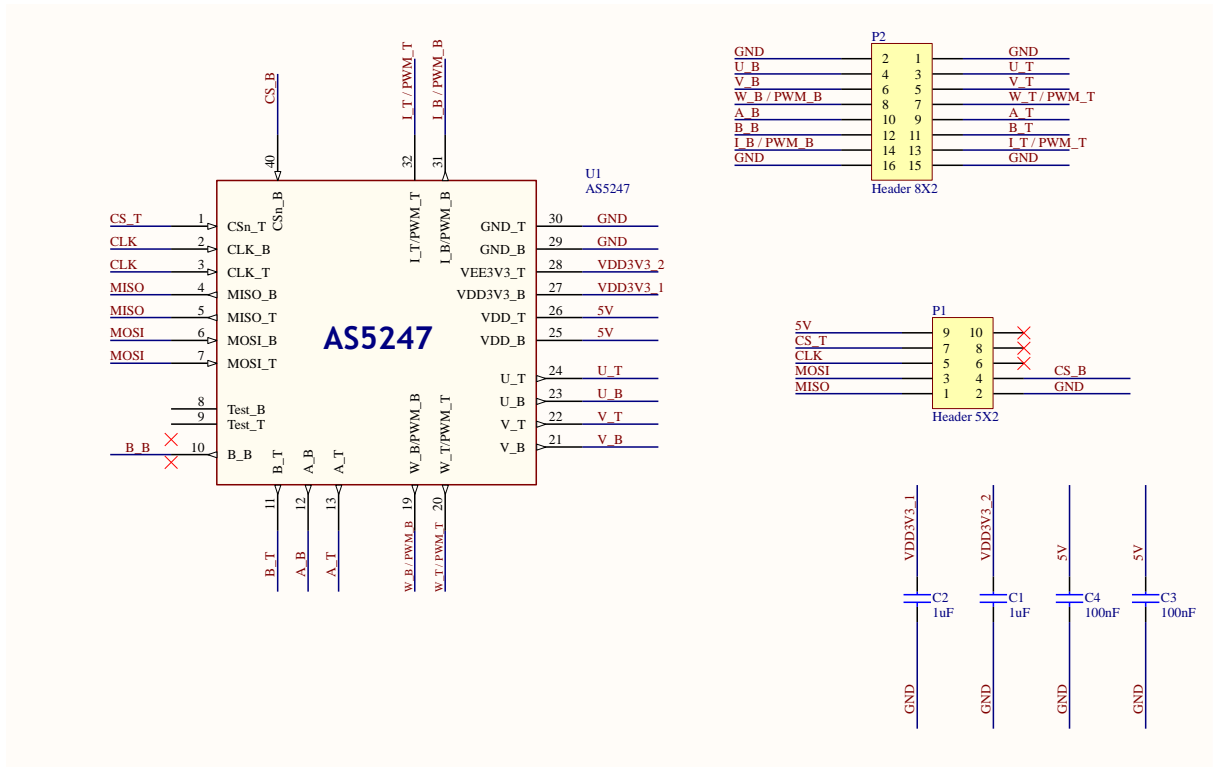 I_T / PWM_T
I_B / PWM_B
CS_B
40
32
31
U1
AS5247
CSn_B
I_T/PWM_T
I_B/PWM_B
CS_T 1 CSn_T
CLK 2 CLK_B
CLK 3 CLK_T
MISO 4 MISO_B
MISO 5 MISO_T
MOSI 6 MOSI_B
MOSI 7 MOSI_T
8 Test_B
9 Test_T
B_B 10 B_B
AS5247
GND_T 30 GND
GND_B 29 GND
VEE3V3_T 28 VDD3V3_2
VDD3V3_B 27 VDD3V3_1
VDD_T 26 5V
VDD_B 25 5V
U_T 24 U_T
U_B 23 U_B
V_T 22 V_T
V_B 21 V_B
B_T
A_B
A_T
W_B/PWM_B
W_T/PWM_T
11
12
13
19
20
B_T
A_B
A_T
W_B / PWM_B
W_T / PWM_T
P2
GND 2 1 GND
U_B 4 3 U_T
V_B 6 5 V_T
W_B / PWM_B 8 7 W_T / PWM_T
A_B 10 9 A_T
B_B 12 11 B_T
I_B / PWM_B 14 13 I_T / PWM_T
GND 16 15 GND
Header 8X2
P1
5V 9 10
CS_T 7 8
CLK 5 6
MOSI 3 4 CS_B
MISO 1 2 GND
Header 5X2
VDD3V3_1
VDD3V3_2
5V
5V
C2
1uF
C1
1uF
C4
100nF
C3
100nF
GND
GND
GND
GND